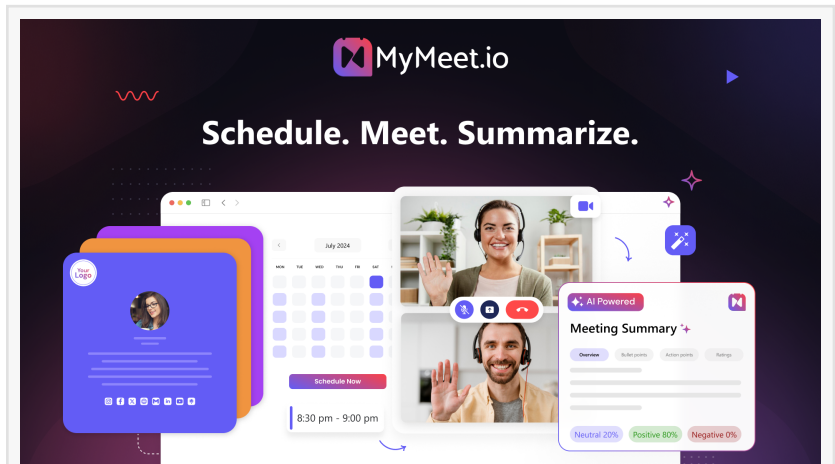 MyMeet.io
Schedule. Meet. Summarize.
Your
Logo
July 2024
MON TUE WED THU FRI SAT
Schedule Now
8:30 pm - 9:00 pm
AI Powered
Meeting Summary
Overview Bullet points Action points Ratings
Neutral 20% Positive 80% Negative 0%